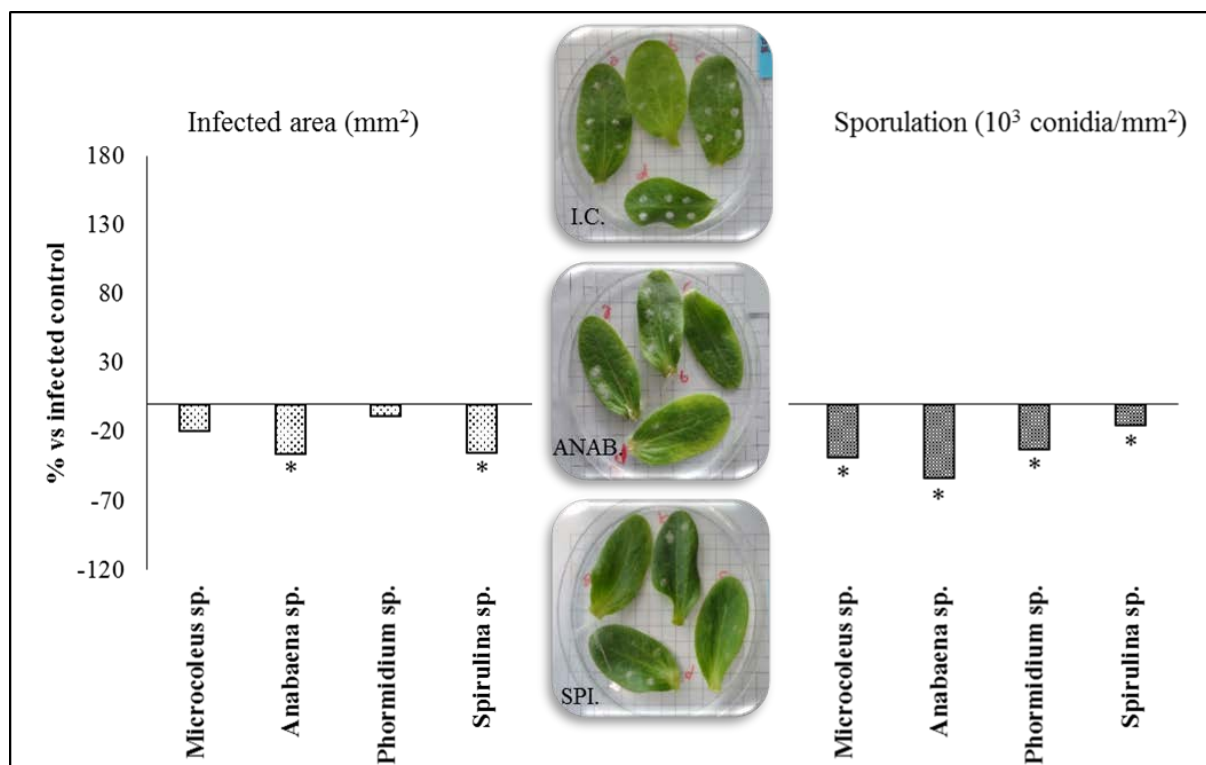 Infected area (mm²)
Sporulation (10³ conidia/mm²)
% vs infected control
180
130
80
30
-20
-70
-120
* *
* * * *
Microcoleus sp.
Anabaena sp.
Phormidium sp.
Spirulina sp.
I.C.
ANAB.
SPI.
Microcoleus sp.
Anabaena sp.
Phormidium sp.
Spirulina sp.